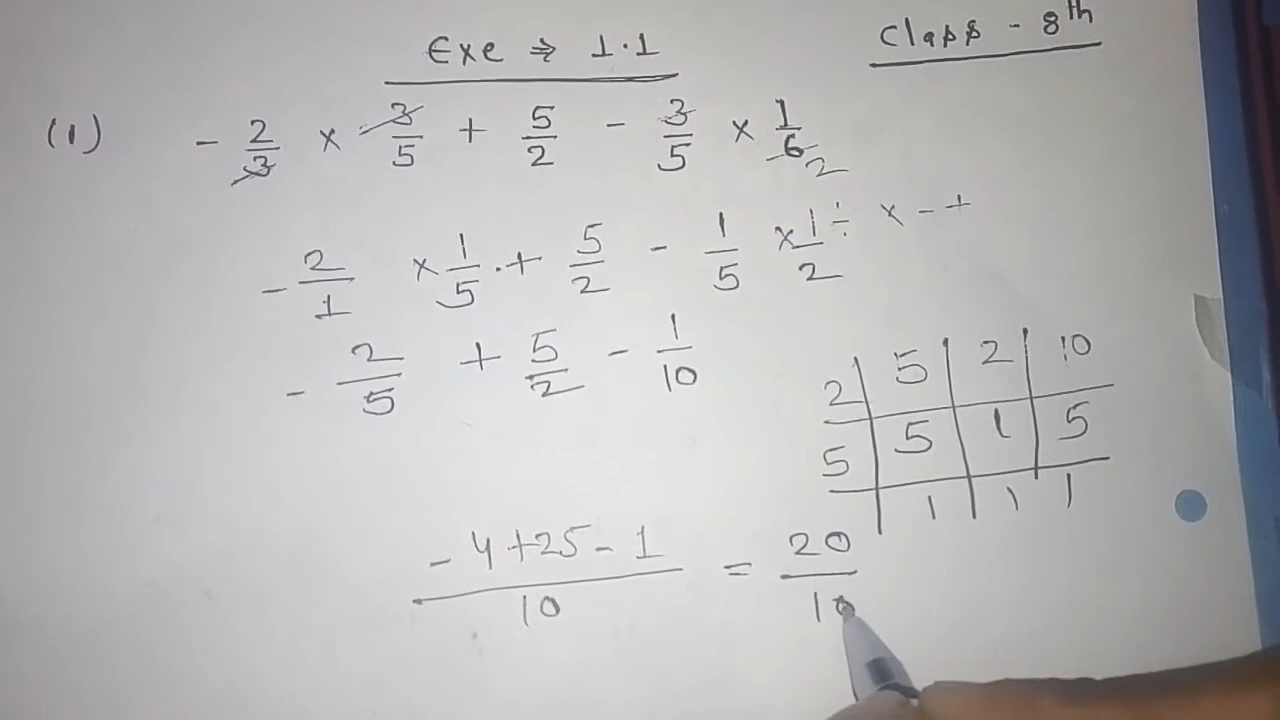 Exe ⇒ 1.1
Class - 8th
(1) - 2/3 × 3/5 + 5/2 - 3/5 × 1/6 2
- 2/1 × 1/5 . + 5/2 - 1/5 × 1/2
÷ × - +
- 2/5 + 5/2 - 1/10
2 | 5 | 2 | 10
5 | 5 | 1 | 5
| 1 | 1 | 1
- 4 + 25 - 1 / 10 = 20 / 10